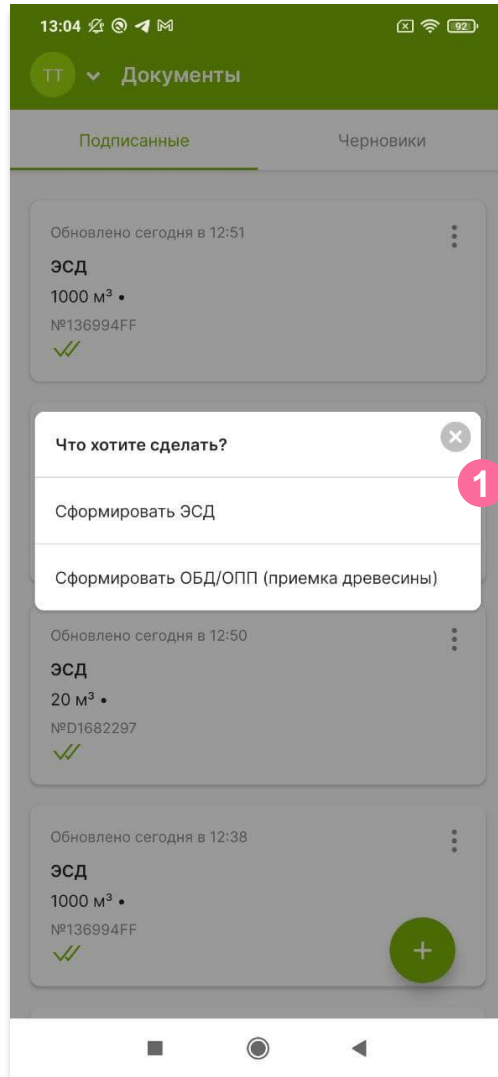 13:04
92
ТТ Документы
Подписанные Черновики
Обновлено сегодня в 12:51
ЭСД
1000 м³ •
№136994FF
Что хотите сделать?
1
Сформировать ЭСД
Сформировать ОБД/ОПП (приемка древесины)
Обновлено сегодня в 12:50
ЭСД
20 м³ •
№D1682297
Обновлено сегодня в 12:38
ЭСД
1000 м³ •
№136994FF
+